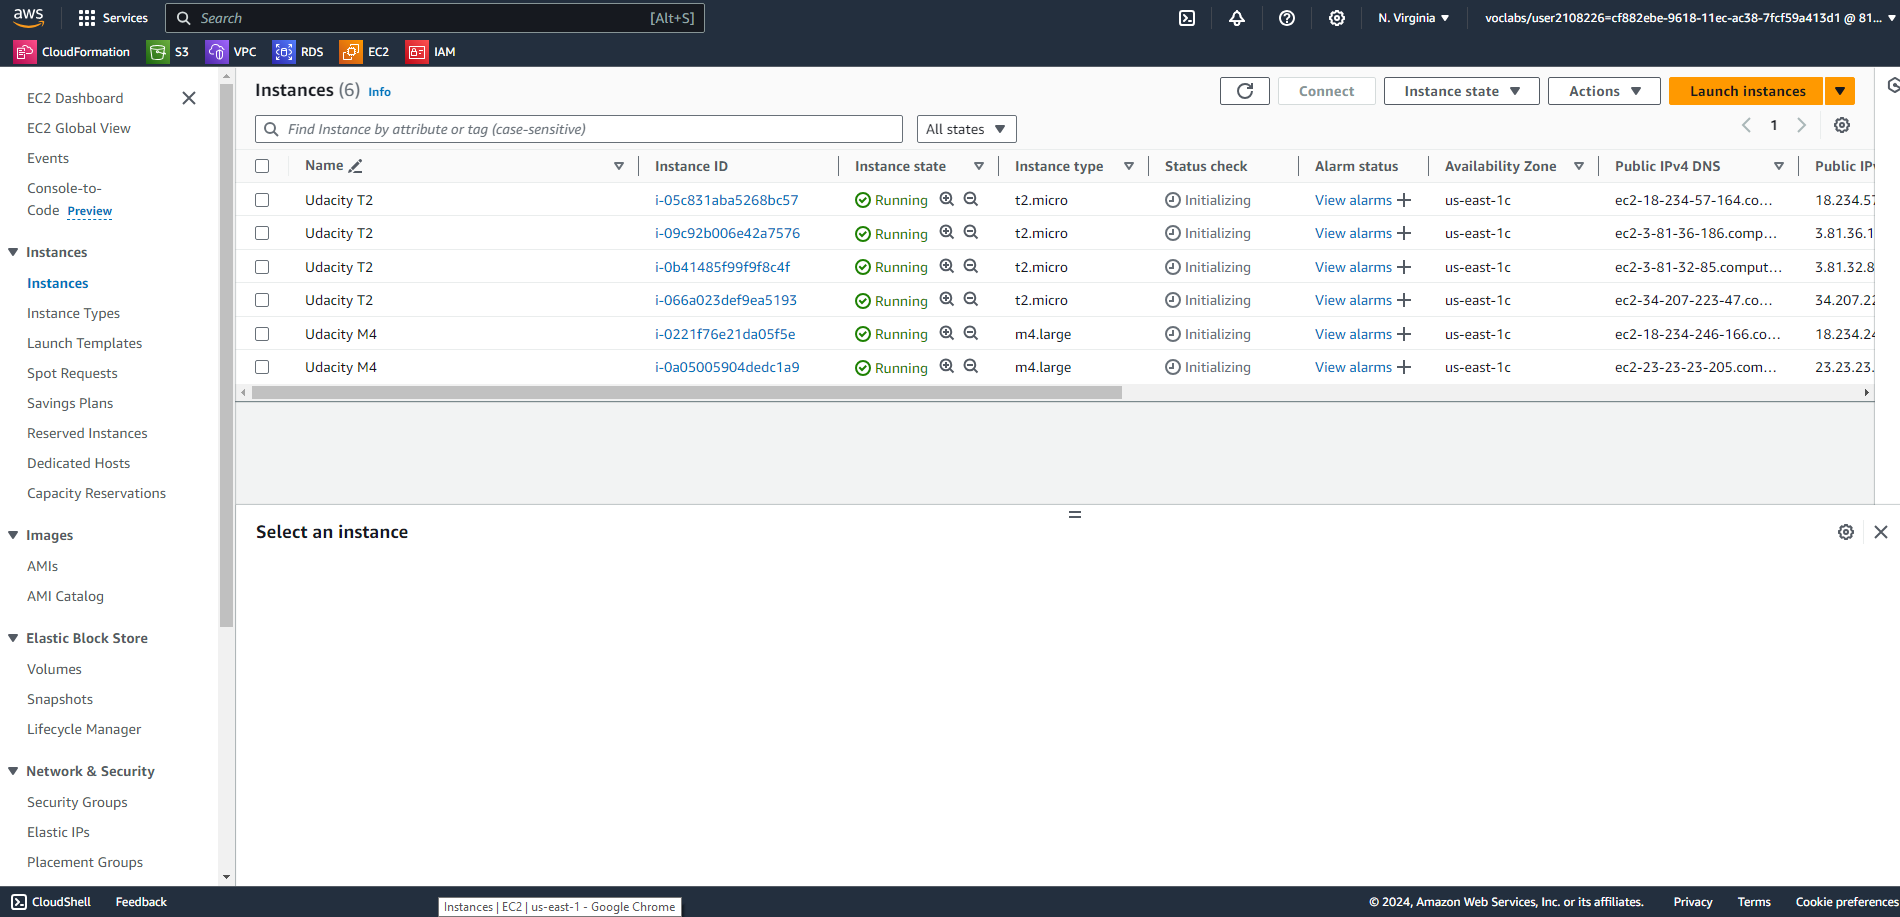 aws Services Search [Alt+S] N. Virginia voclabs/user2108226=cf882ebe-9618-11ec-ac38-7fcf59a413d1 @ 81...
CloudFormation S3 VPC RDS EC2 IAM
EC2 Dashboard
EC2 Global View
Events
Console-to-
Code Preview
Instances
Instances
Instance Types
Launch Templates
Spot Requests
Savings Plans
Reserved Instances
Dedicated Hosts
Capacity Reservations
Images
AMIs
AMI Catalog
Elastic Block Store
Volumes
Snapshots
Lifecycle Manager
Network & Security
Security Groups
Elastic IPs
Placement Groups
Instances (6) Info Connect Instance state Actions Launch instances
Find Instance by attribute or tag (case-sensitive) All states 1
Name Instance ID Instance state Instance type Status check Alarm status Availability Zone Public IPv4 DNS Public IPv
Udacity T2 i-05c831aba5268bc57 Running t2.micro Initializing View alarms us-east-1c ec2-18-234-57-164.co... 18.234.57
Udacity T2 i-09c92b006e42a7576 Running t2.micro Initializing View alarms us-east-1c ec2-3-81-36-186.comp... 3.81.36.1
Udacity T2 i-0b41485f99f9f8c4f Running t2.micro Initializing View alarms us-east-1c ec2-3-81-32-85.comput... 3.81.32.8
Udacity T2 i-066a023def9ea5193 Running t2.micro Initializing View alarms us-east-1c ec2-34-207-223-47.co... 34.207.22
Udacity M4 i-0221f76e21da05f5e Running m4.large Initializing View alarms us-east-1c ec2-18-234-246-166.co... 18.234.24
Udacity M4 i-0a05005904dedc1a9 Running m4.large Initializing View alarms us-east-1c ec2-23-23-23-205.com... 23.23.23.
Select an instance
CloudShell Feedback Instances | EC2 | us-east-1 - Google Chrome © 2024, Amazon Web Services, Inc. or its affiliates. Privacy Terms Cookie preferences